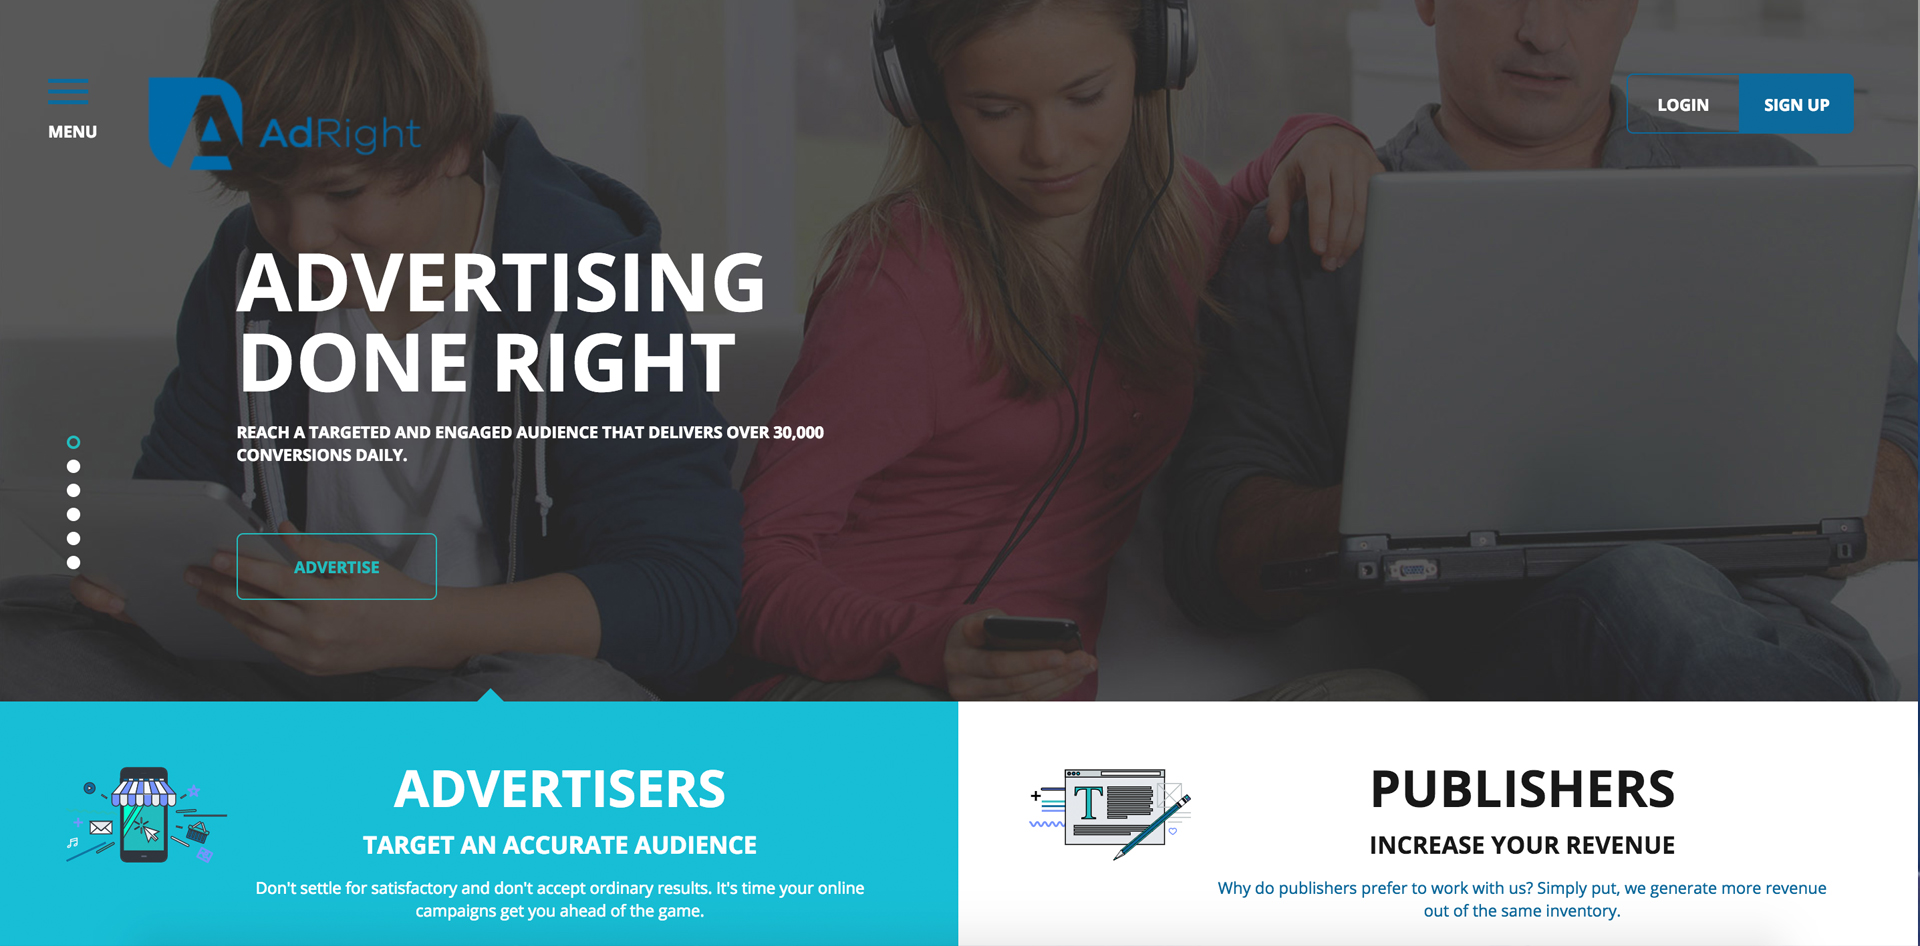 MENU
AdRight
LOGIN
SIGN UP
ADVERTISING
DONE RIGHT
REACH A TARGETED AND ENGAGED AUDIENCE THAT DELIVERS OVER 30,000
CONVERSIONS DAILY.
ADVERTISE
ADVERTISERS
TARGET AN ACCURATE AUDIENCE
Don't settle for satisfactory and don't accept ordinary results. It's time your online
campaigns get you ahead of the game.
T
PUBLISHERS
INCREASE YOUR REVENUE
Why do publishers prefer to work with us? Simply put, we generate more revenue
out of the same inventory.